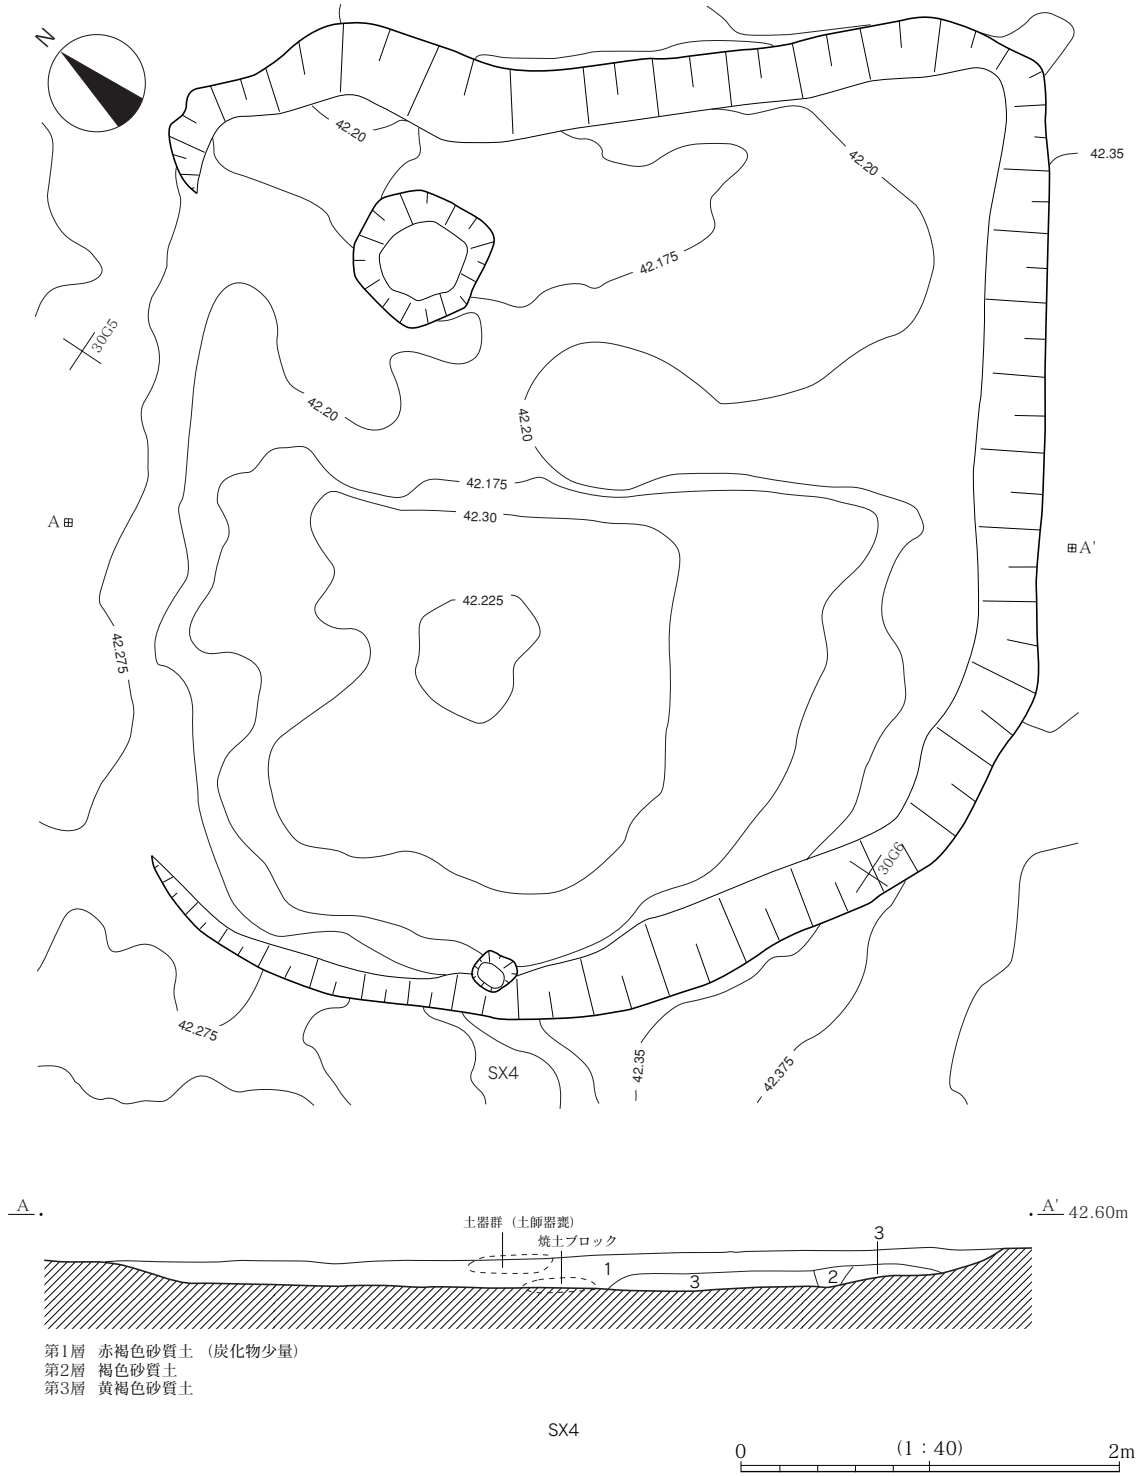 N
42.20
42.20
42.35
42.175
30G5
42.20
42.20
42.175
42.30
A
A'
42.225
42.275
30G6
42.275
SX4
42.35
42.375
A
A' 42.60m
土器群（土師器甕）
焼土ブロック
3
1
3
2
第1層 赤褐色砂質土 （炭化物少量）
第2層 褐色砂質土
第3層 黄褐色砂質土
SX4
0 (1：40) 2m